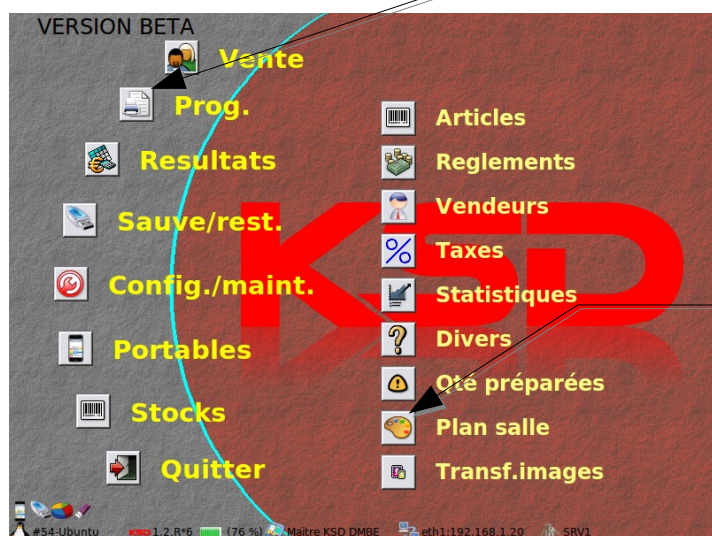 VERSION BETA
Vente
Prog.
Resultats
Sauve/rest.
Config./maint.
Portables
Stocks
Quitter
Articles
Reglements
Vendeurs
Taxes
Statistiques
Divers
Qté préparées
Plan salle
Transf.images
KSD
#54-Ubuntu KSD 1.2.R*6 (76 %) Maitre KSD DMBE eth1:192.168.1.20 SRV1